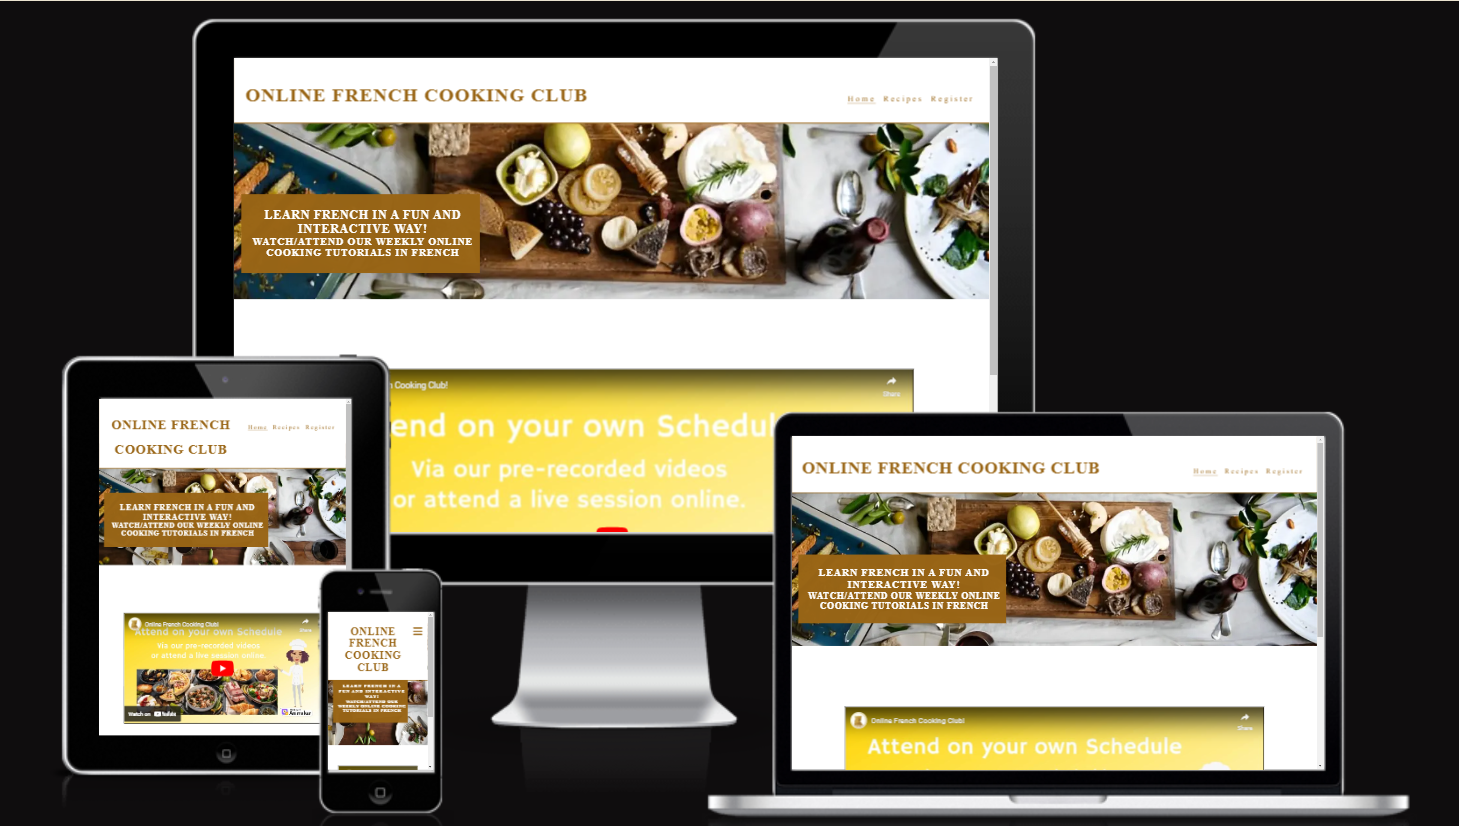 ONLINE FRENCH COOKING CLUB
Home Recipes Register
LEARN FRENCH IN A FUN AND
INTERACTIVE WAY!
WATCH/ATTEND OUR WEEKLY ONLINE
COOKING TUTORIALS IN FRENCH
Cooking Club!
Share
end on your own Schedul
Via our pre-recorded videos
or attend a live session online.
ONLINE FRENCH
COOKING CLUB
Home Recipes Register
LEARN FRENCH IN A FUN AND
INTERACTIVE WAY!
WATCH/ATTEND OUR WEEKLY ONLINE
COOKING TUTORIALS IN FRENCH
Online French Cooking Club!
Share
Attend on your own Schedule
Via our pre-recorded videos
or attend a live session online.
Watch on YouTube
Animaker
ONLINE
FRENCH
COOKING
CLUB
LEARN FRENCH IN A
FUN AND INTERACTIVE
WAY!
WATCH/ATTEND OUR
WEEKLY ONLINE COOKING
TUTORIALS IN FRENCH
ONLINE FRENCH COOKING CLUB
Home Recipes Register
LEARN FRENCH IN A FUN AND
INTERACTIVE WAY!
WATCH/ATTEND OUR WEEKLY ONLINE
COOKING TUTORIALS IN FRENCH
Online French Cooking Club!
Share
Attend on your own Schedule